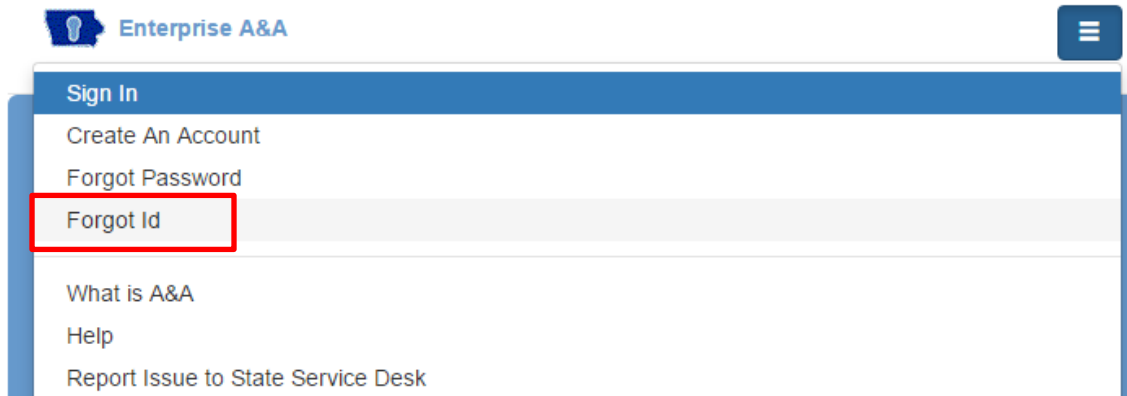 Enterprise A&A
Sign In
Create An Account
Forgot Password
Forgot Id
What is A&A
Help
Report Issue to State Service Desk